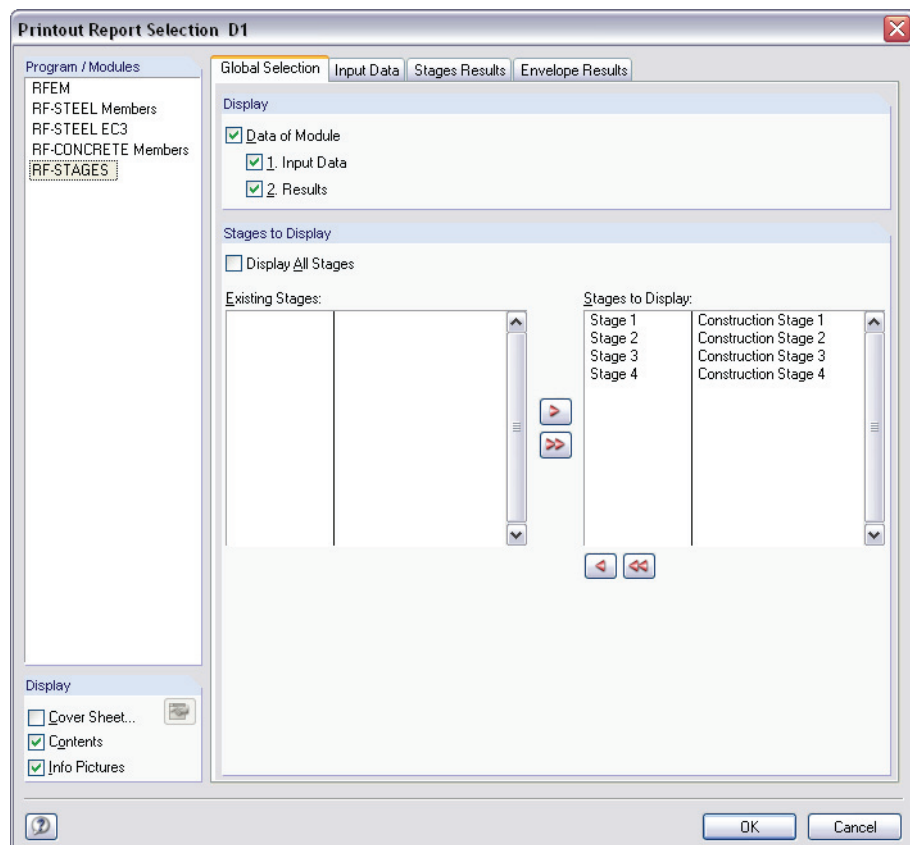 Printout Report Selection D1
Program / Modules
RFEM
RF-STEEL Members
RF-STEEL EC3
RF-CONCRETE Members
RF-STAGES
Display
Cover Sheet...
Contents
Info Pictures
Global Selection
Input Data
Stages Results
Envelope Results
Display
Data of Module
1. Input Data
2. Results
Stages to Display
Display All Stages
Existing Stages:
Stages to Display:
Stage 1 Construction Stage 1
Stage 2 Construction Stage 2
Stage 3 Construction Stage 3
Stage 4 Construction Stage 4
>
>>
OK
Cancel